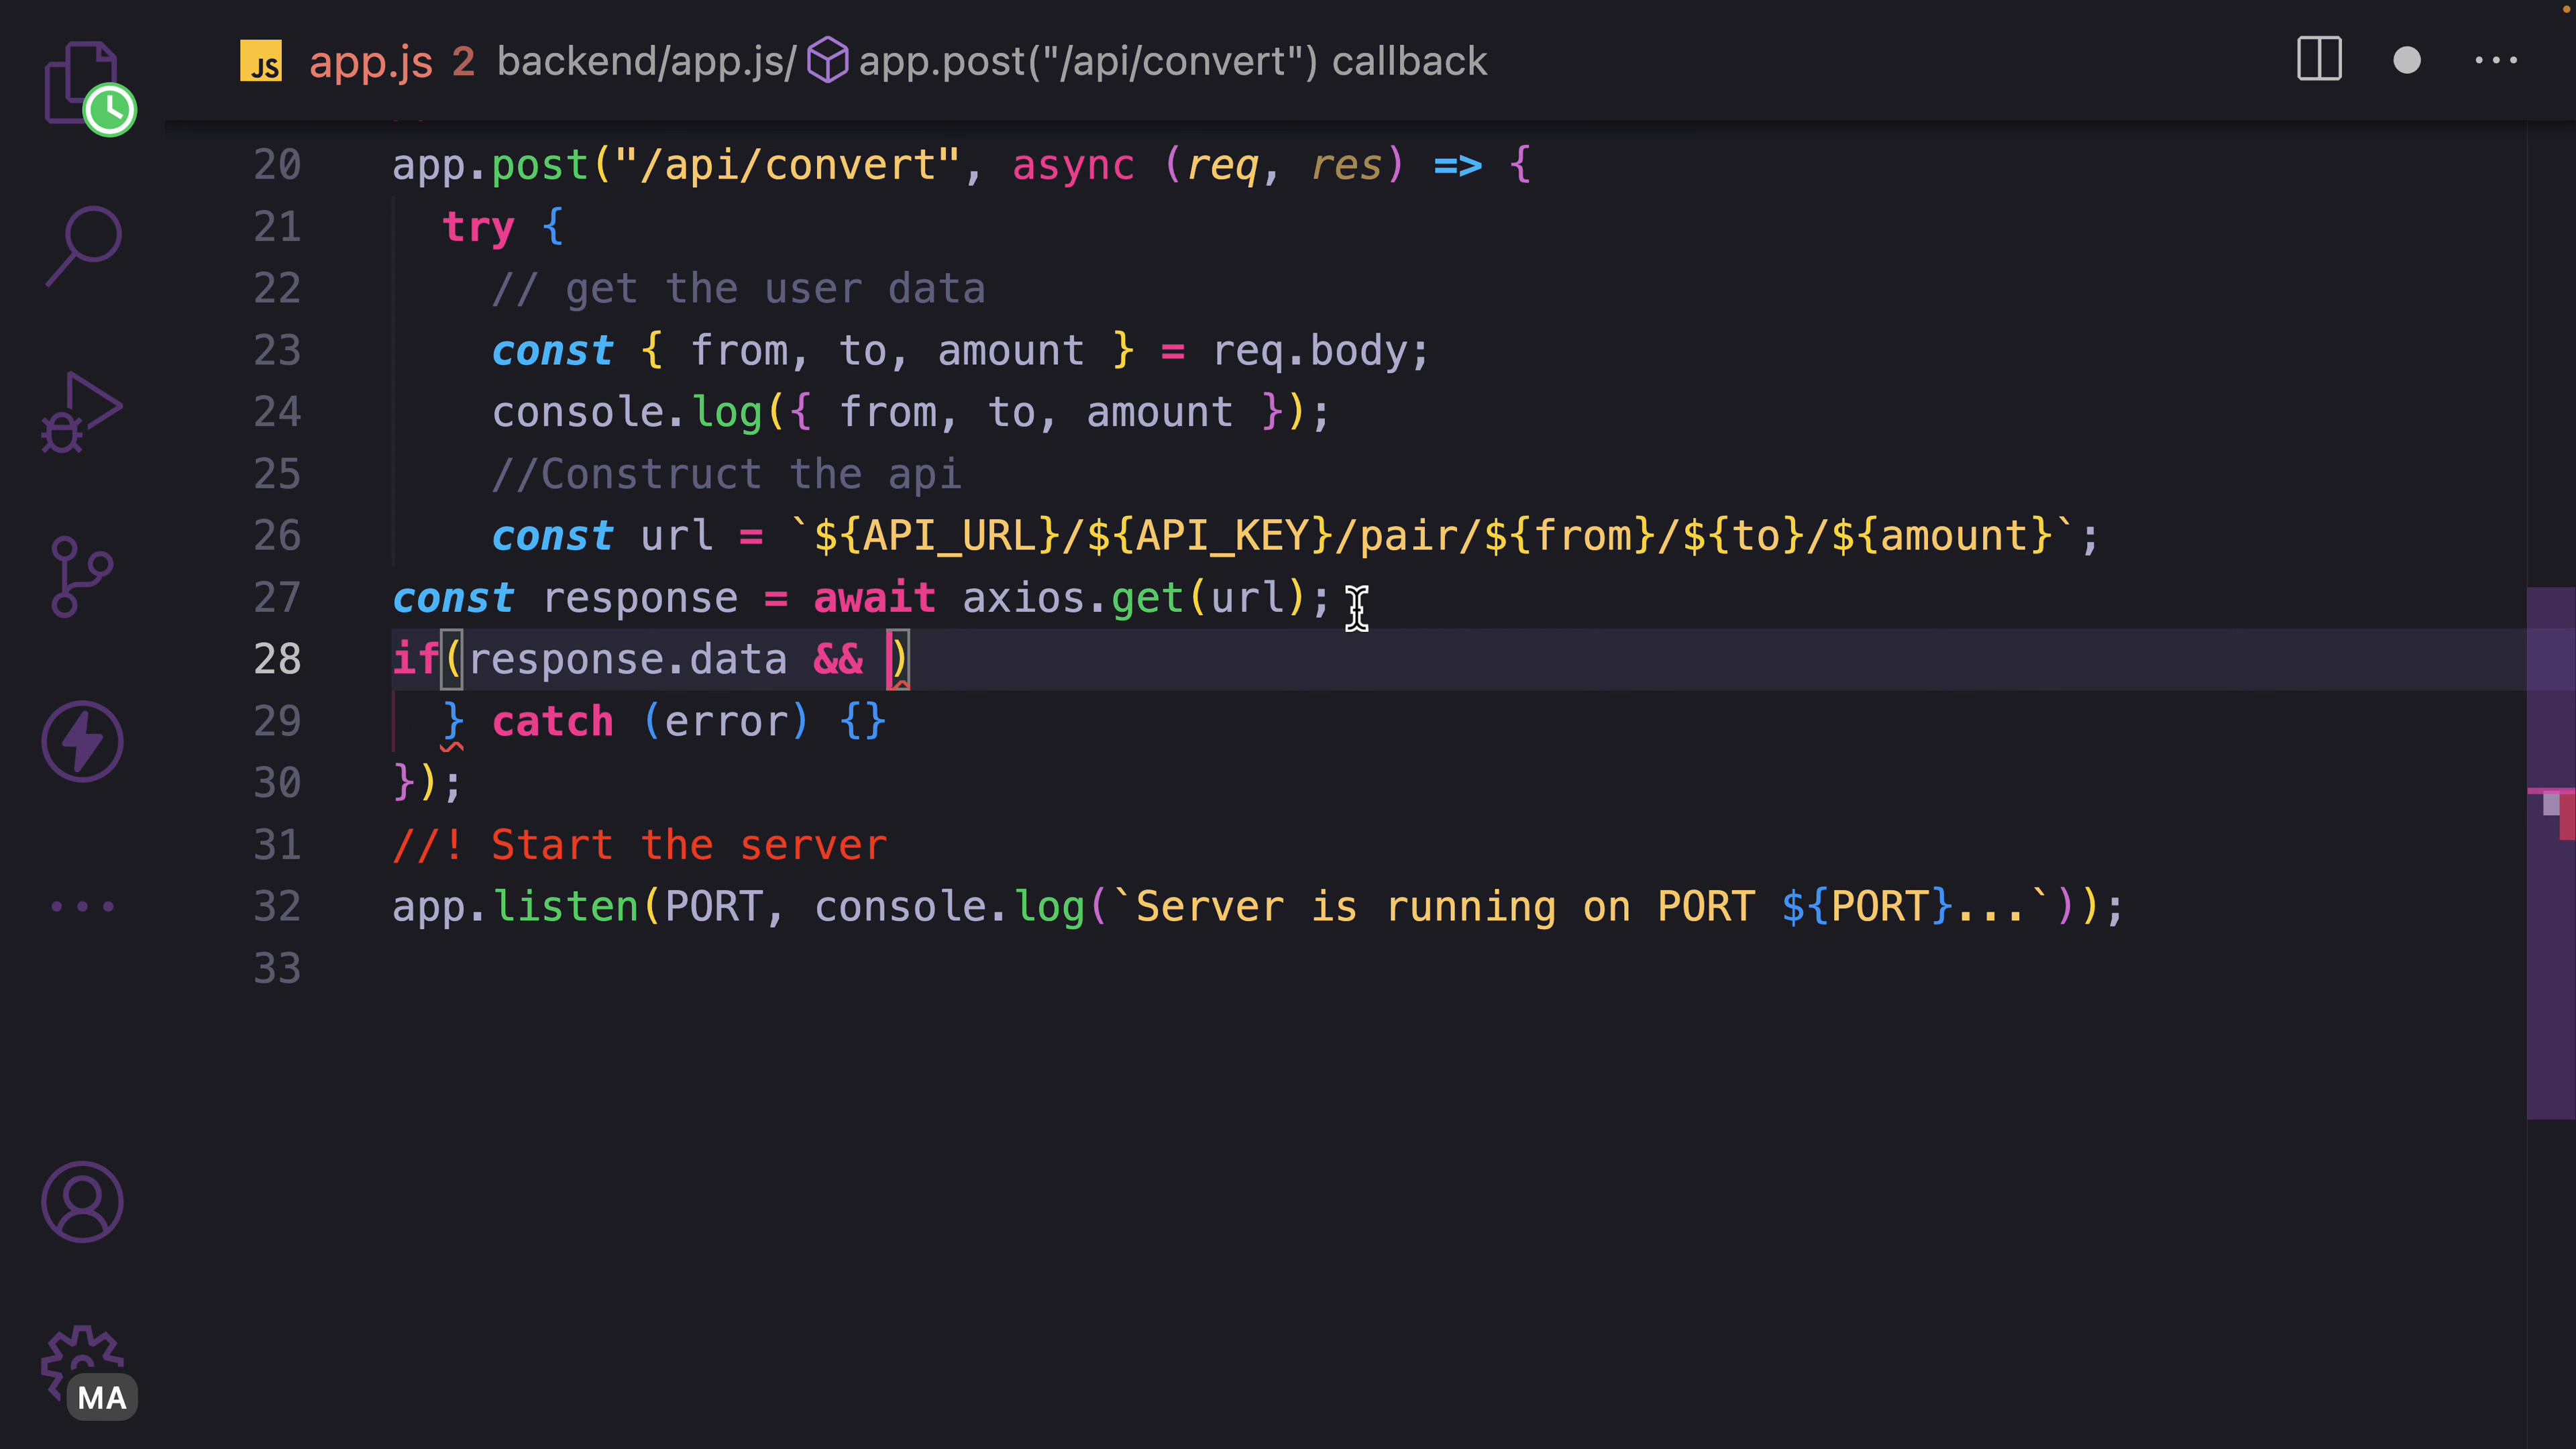 JS app.js 2 backend/app.js/ app.post("/api/convert") callback
20 app.post("/api/convert", async (req, res) => {
21 try {
22 // get the user data
23 const { from, to, amount } = req.body;
24 console.log({ from, to, amount });
25 //Construct the api
26 const url = `${API_URL}/${API_KEY}/pair/${from}/${to}/${amount}`;
27 const response = await axios.get(url);
28 if(response.data && )
29 } catch (error) {}
30 });
31 //! Start the server
32 app.listen(PORT, console.log(`Server is running on PORT ${PORT}...`));
33
MA